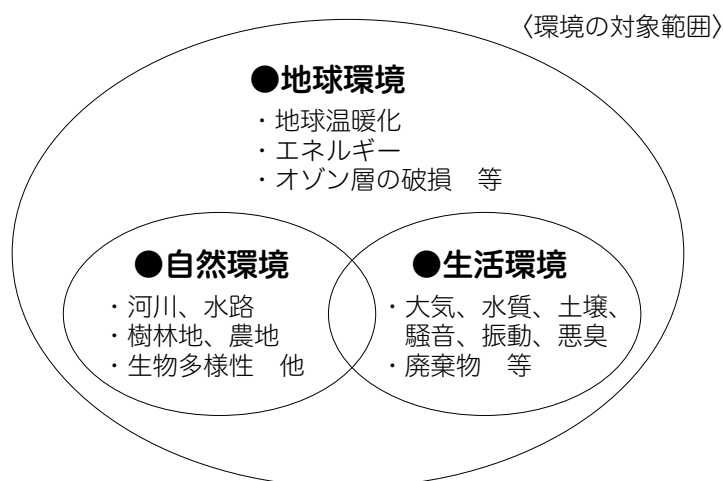 〈環境の対象範囲〉
●地球環境
・地球温暖化
・エネルギー
・オゾン層の破損　等
●自然環境
・河川、水路
・樹林地、農地
・生物多様性　他
●生活環境
・大気、水質、土壌、
騒音、振動、悪臭
・廃棄物　等